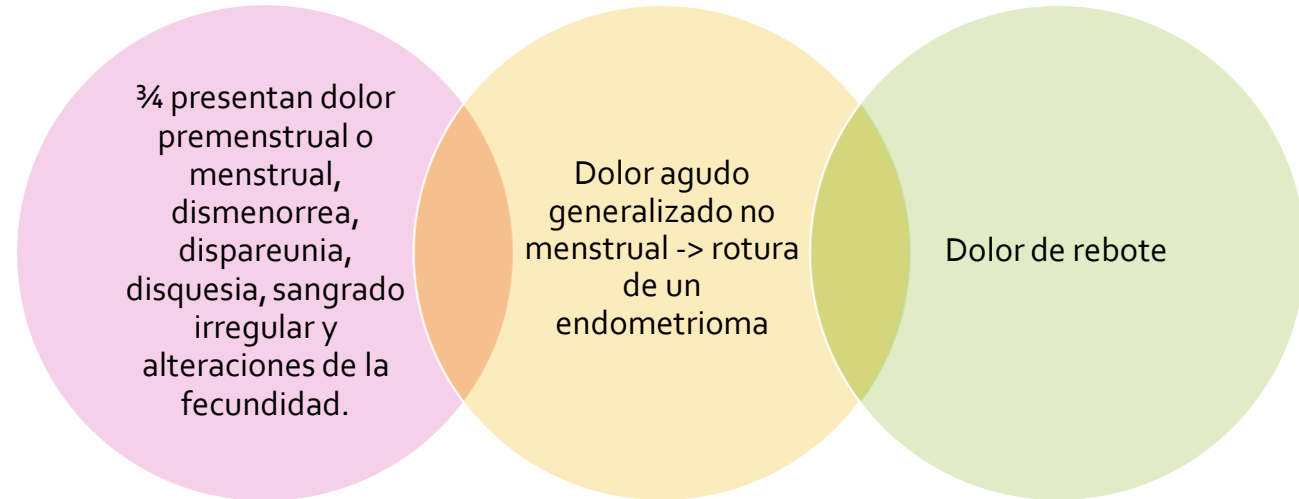 ¾ presentan dolor
premenstrual o
menstrual,
dismenorrea,
dispareunia,
disquesia, sangrado
irregular y
alteraciones de la
fecundidad.
Dolor agudo
generalizado no
menstrual -> rotura
de un
endometrioma
Dolor de rebote